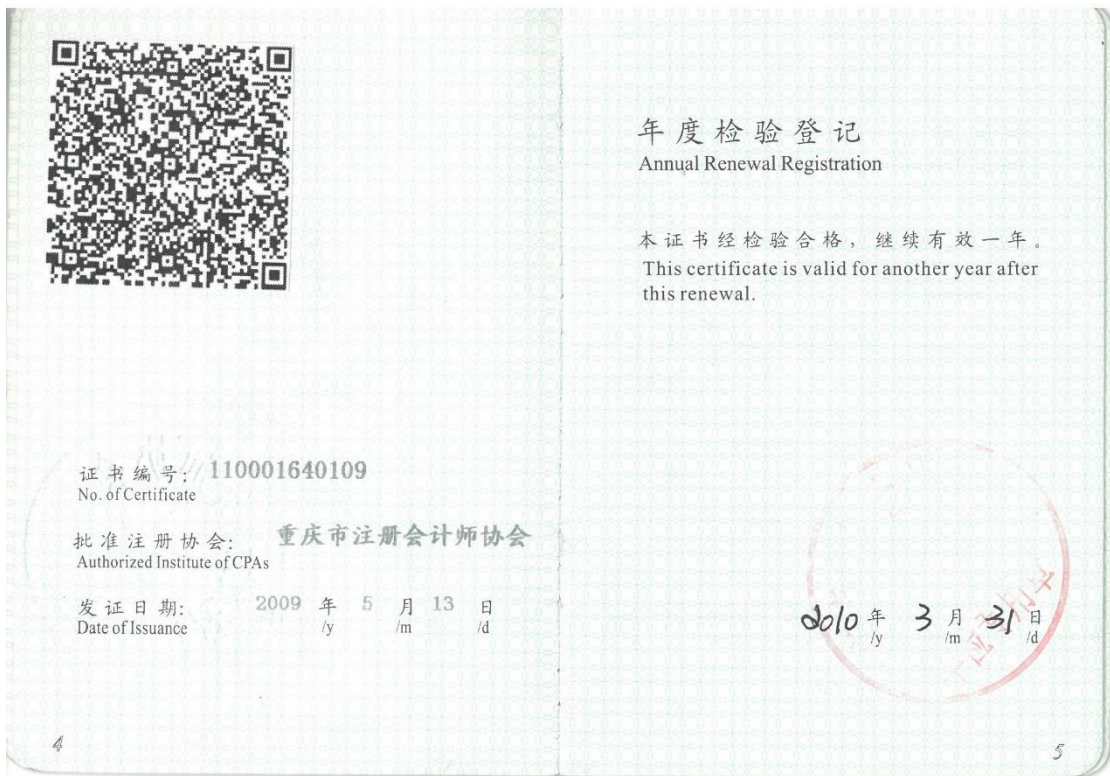 证书编号: 110001640109
No. of Certificate
批准注册协会: 重庆市注册会计师协会
Authorized Institute of CPAs
发证日期: 2009 年 5 月 13 日
Date of Issuance /y /m /d
4
年度检验登记
Annual Renewal Registration
本证书经检验合格，继续有效一年。
This certificate is valid for another year after
this renewal.
2010 年 3 月 31 日
/y /m /d
5